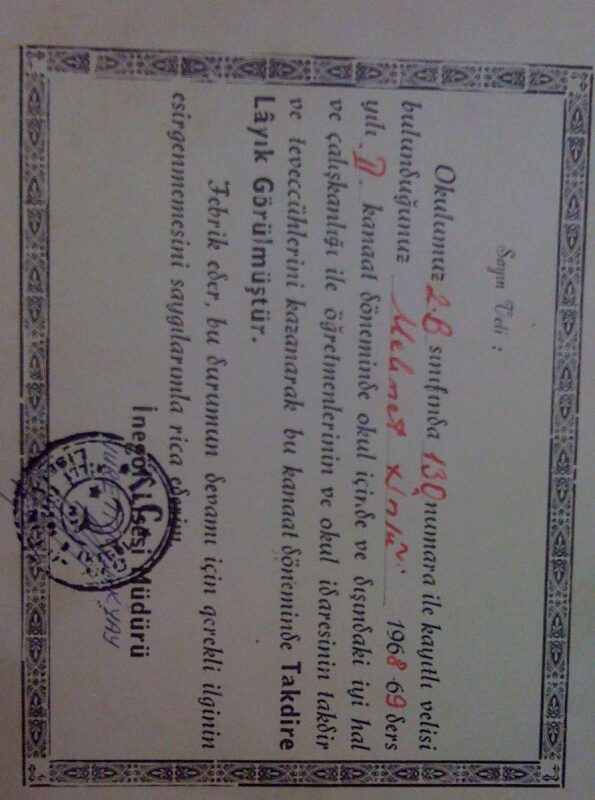 Sayın Veli :
Okulumuz 2.B sınıfında 130 numara ile kayıtlı velisi
bulunduğunuz Mehmet 1968-69 ders
yılı .II. kanaat döneminde okul içinde ve dışındaki iyi hal
ve çalışkanlığı ile öğretmenlerinin ve okul idaresinin takdir
ve teveccühlerini kazanarak bu kanaat döneminde Takdire
Lâyık Görülmüştür.
Tebrik eder, bu durumun devamı için gerekli ilginin
esirgenmemesini saygılarımla rica ederim.
İnegöl Lisesi Müdürü